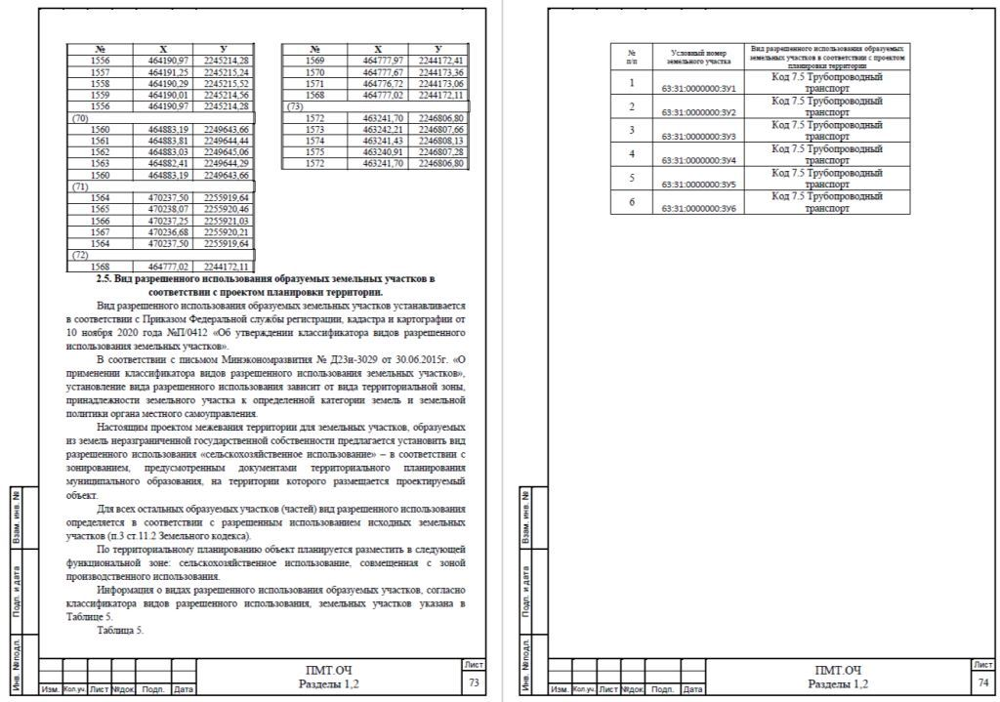 № X У
1556 464190,97 2245214,28
1557 464191,25 2245215,24
1558 464190,29 2245215,52
1559 464190,01 2245214,56
1556 464190,97 2245214,28
(70)
1560 464883,19 2249643,66
1561 464883,81 2249644,44
1562 464883,03 2249645,06
1563 464882,41 2249644,29
1560 464883,19 2249643,66
(71)
1564 470237,50 2255919,64
1565 470238,07 2255920,46
1566 470237,25 2255921,03
1567 470236,68 2255920,21
1564 470237,50 2255919,64
(72)
1568 464777,02 2244172,11
№ X У
1569 464777,97 2244172,41
1570 464777,67 2244173,36
1571 464776,72 2244173,06
1568 464777,02 2244172,11
(73)
1572 463241,70 2246806,80
1573 463242,21 2246807,66
1574 463241,43 2246808,13
1575 463240,91 2246807,28
1572 463241,70 2246806,80
2.5. Вид разрешенного использования образуемых земельных участков в
соответствии с проектом планировки территории.
Вид разрешенного использования образуемых земельных участков устанавливается
в соответствии с Приказом Федеральной службы регистрации, кадастра и картографии от
10 ноября 2020 года №П/0412 «Об утверждении классификатора видов разрешенного
использования земельных участков».
В соответствии с письмом Минэкономразвития № Д23и-3029 от 30.06.2015г. «О
применении классификатора видов разрешенного использования земельных участков»,
установление вида разрешенного использования зависит от вида территориальной зоны,
принадлежности земельного участка к определенной категории земель и земельной
политики органа местного самоуправления.
Настоящим проектом межевания территории для земельных участков, образуемых
из земель неразграниченной государственной собственности предлагается установить вид
разрешенного использования «сельскохозяйственное использование» – в соответствии с
зонированием, предусмотренным документами территориального планирования
муниципального образования, на территории которого размещается проектируемый
объект.
Для всех остальных образуемых участков (частей) вид разрешенного использования
определяется в соответствии с разрешенным использованием исходных земельных
участков (п.3 ст.11.2 Земельного кодекса).
По территориальному планированию объект планируется разместить в следующей
функциональной зоне: сельскохозяйственное использование, совмещенная с зоной
производственного использования.
Информация о видах разрешенного использования образуемых участков, согласно
классификатора видов разрешенного использования, земельных участков указана в
Таблице 5.
Таблица 5.
Взам. инв. №
Подп. и дата
Инв. №подл.
Изм. Кол.уч. Лист №док. Подп. Дата
ПМТ.ОЧ
Разделы 1,2
Лист
73
№
п/п
Условный номер
земельного участка
Вид разрешенного использования образуемых
земельных участков в соответствии с проектом
планировки территории
1 63:31:0000000:ЗУ1 Код 7.5 Трубопроводный
транспорт
2 63:31:0000000:ЗУ2 Код 7.5 Трубопроводный
транспорт
3 63:31:0000000:ЗУ3 Код 7.5 Трубопроводный
транспорт
4 63:31:0000000:ЗУ4 Код 7.5 Трубопроводный
транспорт
5 63:31:0000000:ЗУ5 Код 7.5 Трубопроводный
транспорт
6 63:31:0000000:ЗУ6 Код 7.5 Трубопроводный
транспорт
Взам. инв. №
Подп. и дата
Инв. №подл.
Изм. Кол.уч. Лист №док. Подп. Дата
ПМТ.ОЧ
Разделы 1,2
Лист
74